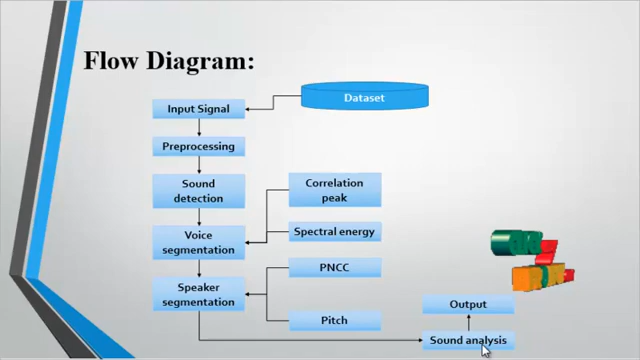 Flow Diagram:
Dataset
Input Signal
Preprocessing
Sound
detection
Correlation
peak
Voice
segmentation
Spectral energy
PNCC
Speaker
segmentation
Pitch
Output
Sound analysis